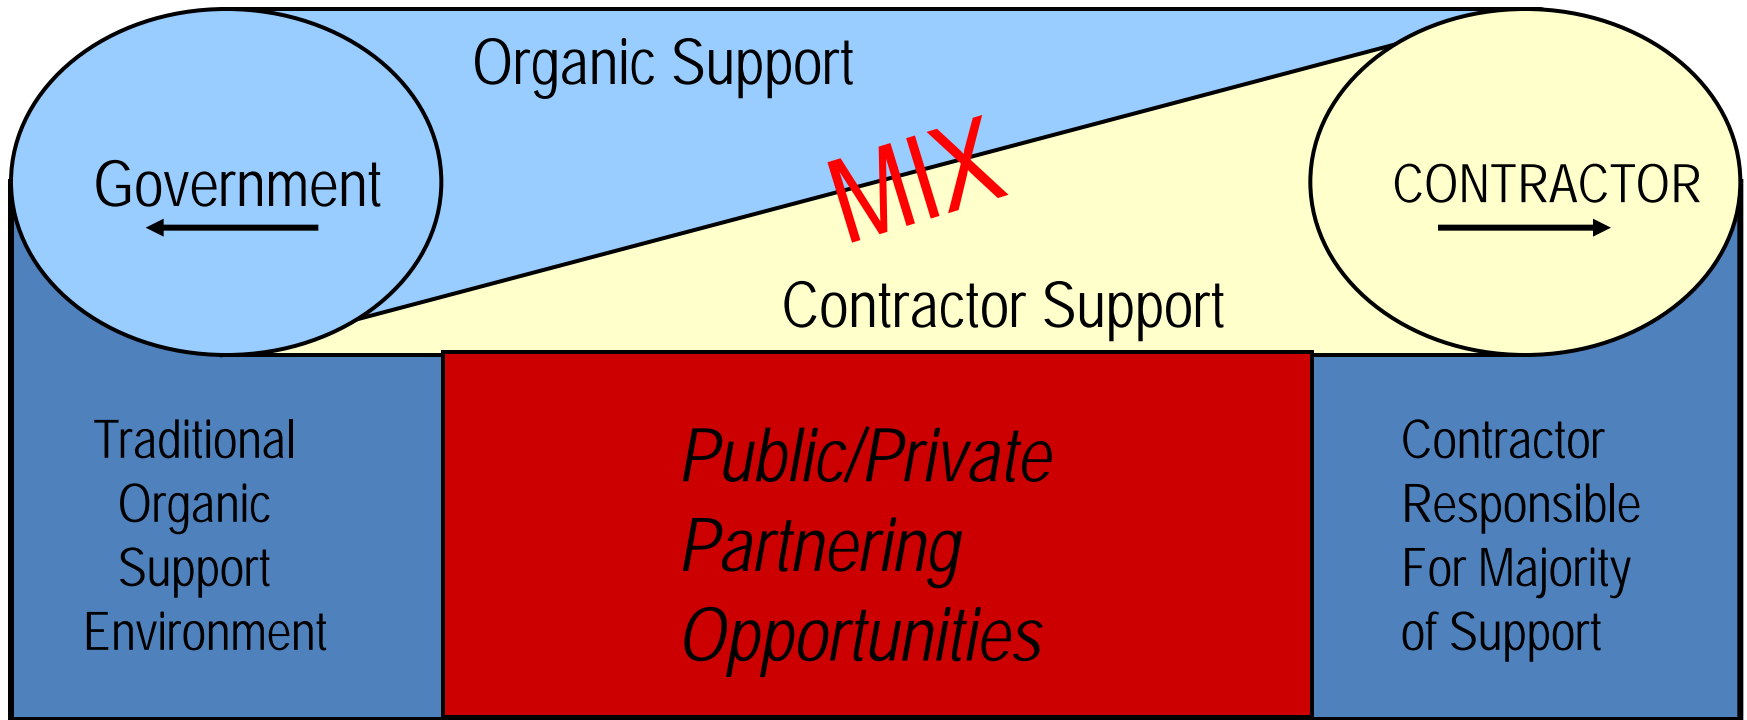 Organic Support
MIX
Government
CONTRACTOR
Contractor Support
Traditional
Organic
Support
Environment
Public/Private
Partnering
Opportunities
Contractor
Responsible
For Majority
of Support